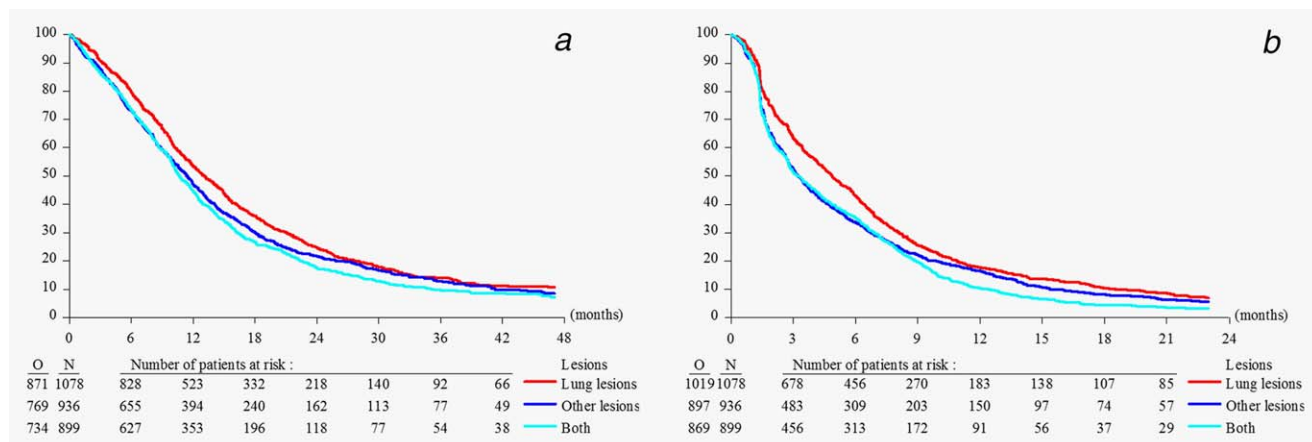 a
100
90
80
70
60
50
40
30
20
10
0
(months)
0 6 12 18 24 30 36 42 48
O N Number of patients at risk : Lesions
871 1078 828 523 332 218 140 92 66 Lung lesions
769 936 655 394 240 162 113 77 49 Other lesions
734 899 627 353 196 118 77 54 38 Both
b
100
90
80
70
60
50
40
30
20
10
0
(months)
0 3 6 9 12 15 18 21 24
O N Number of patients at risk : Lesions
1019 1078 678 456 270 183 138 107 85 Lung lesions
897 936 483 309 203 150 97 74 57 Other lesions
869 899 456 313 172 91 56 37 29 Both